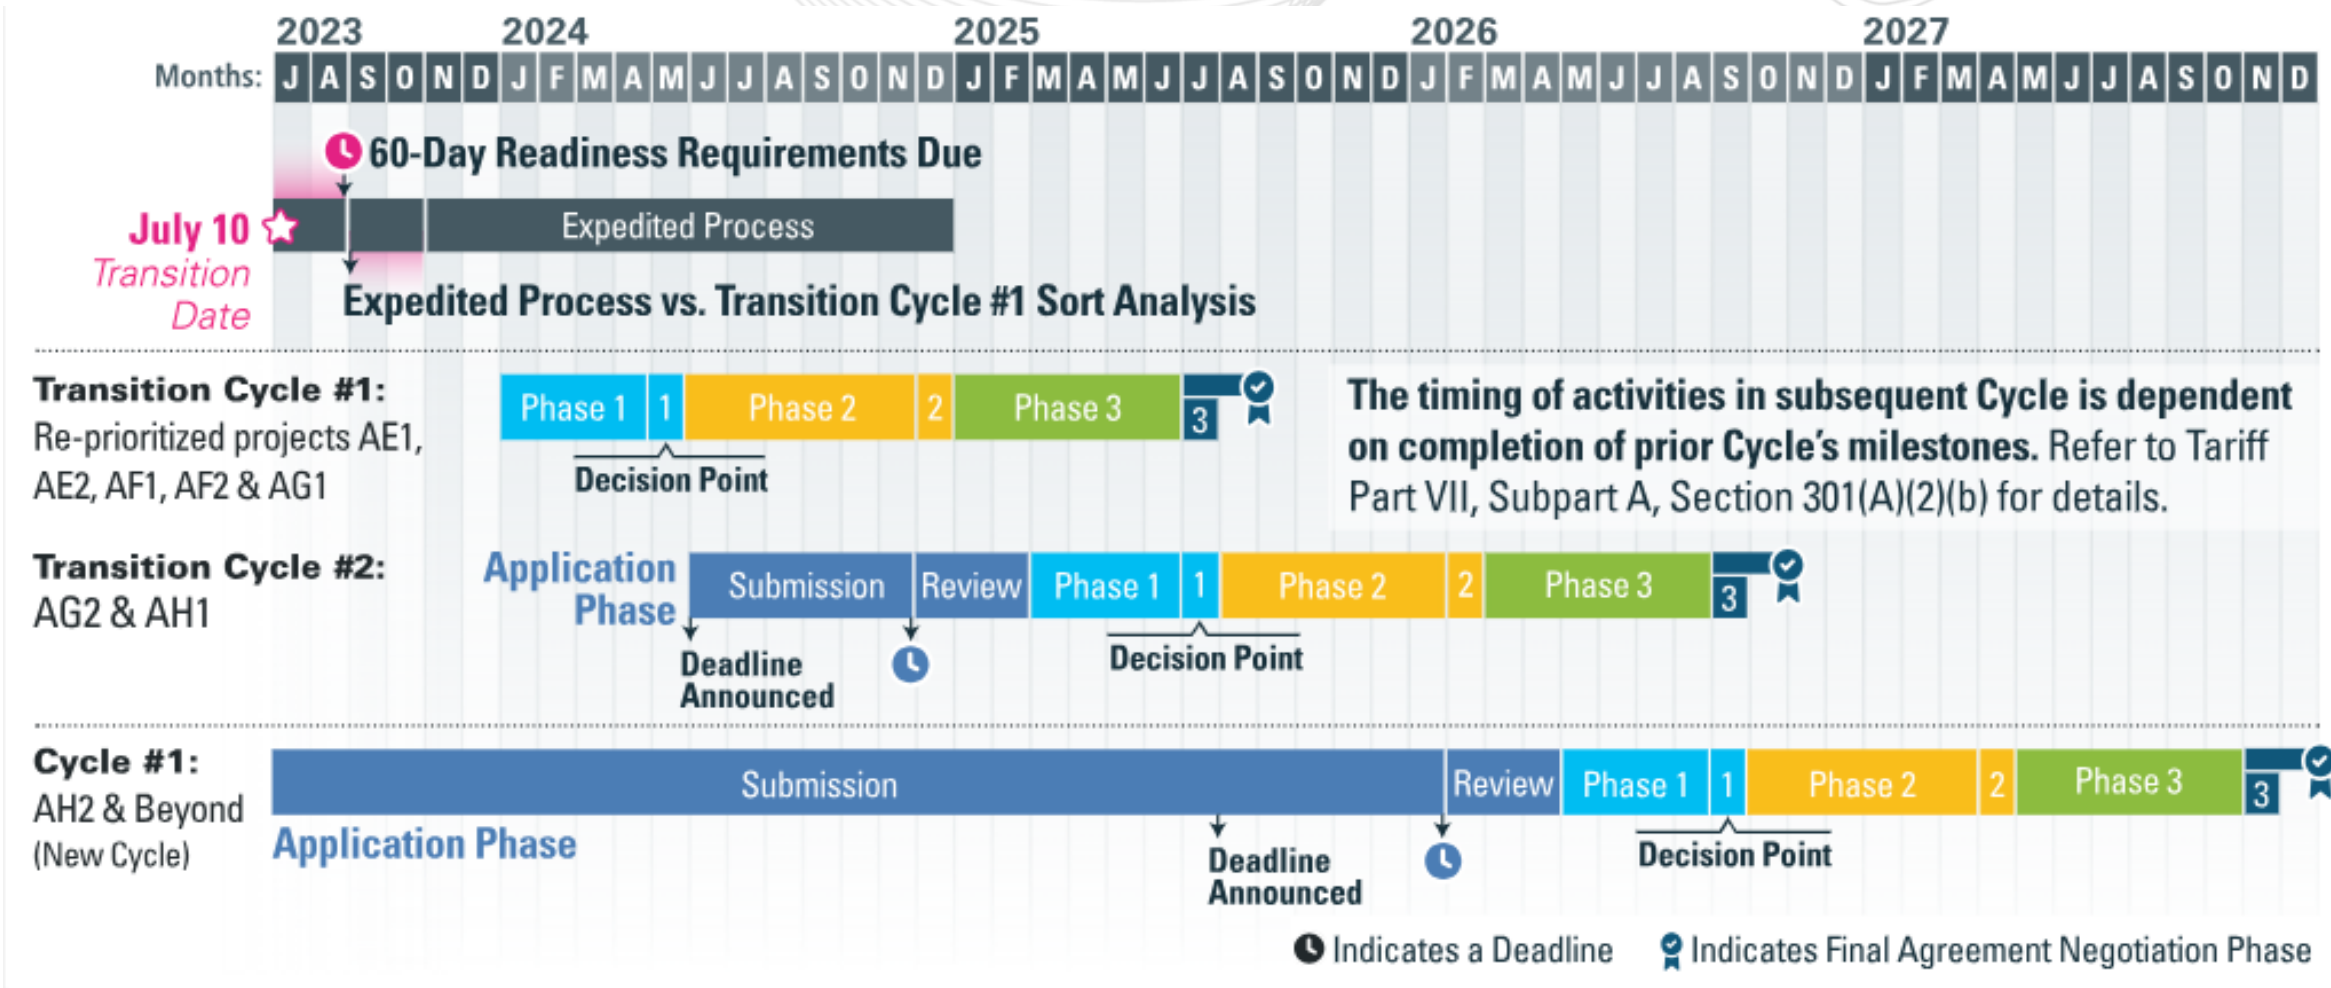 2023 2024 2025 2026 2027
Months: J A S O N D J F M A M J J A S O N D J F M A M J J A S O N D J F M A M J J A S O N D J F M A M J J A S O N D
60-Day Readiness Requirements Due
July 10
Transition
Date
Expedited Process
Expedited Process vs. Transition Cycle #1 Sort Analysis
Transition Cycle #1:
Re-prioritized projects AE1,
AE2, AF1, AF2 & AG1
Phase 1 1 Phase 2 2 Phase 3 3
Decision Point
The timing of activities in subsequent Cycle is dependent
on completion of prior Cycle's milestones. Refer to Tariff
Part VII, Subpart A, Section 301(A)(2)(b) for details.
Transition Cycle #2:
AG2 & AH1
Application
Phase
Submission Review Phase 1 1 Phase 2 2 Phase 3 3
Deadline
Announced
Decision Point
Cycle #1:
AH2 & Beyond
(New Cycle)
Submission Review Phase 1 1 Phase 2 2 Phase 3 3
Application Phase
Deadline
Announced
Decision Point
Indicates a Deadline
Indicates Final Agreement Negotiation Phase